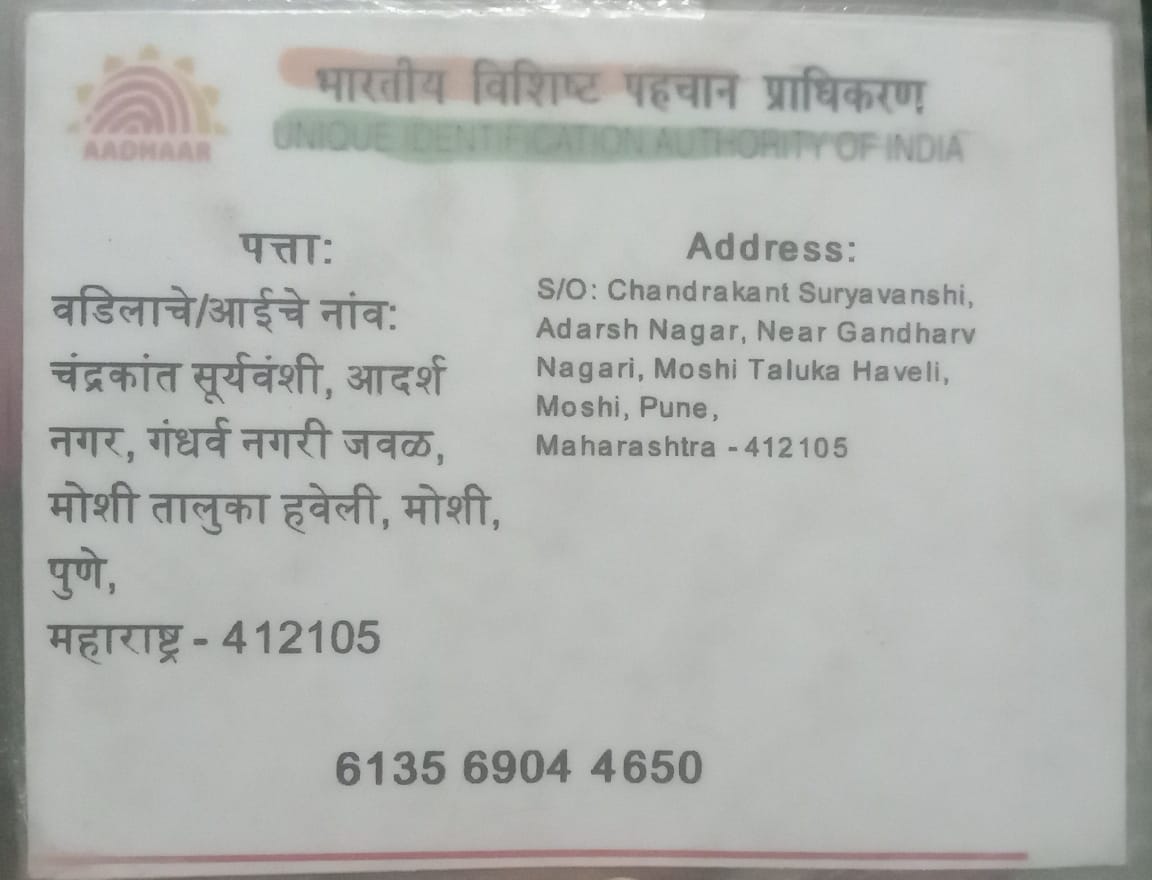 AADHAAR
भारतीय विशिष्ट पहचान प्राधिकरण
UNIQUE IDENTIFICATION AUTHORITY OF INDIA
पत्ता:
वडिलाचे/आईचे नांव:
चंद्रकांत सूर्यवंशी, आदर्श
नगर, गंधर्व नगरी जवळ,
मोशी तालुका हवेली, मोशी,
पुणे,
महाराष्ट्र - 412105
Address:
S/O: Chandrakant Suryavanshi,
Adarsh Nagar, Near Gandharv
Nagari, Moshi Taluka Haveli,
Moshi, Pune,
Maharashtra - 412105
6135 6904 4650